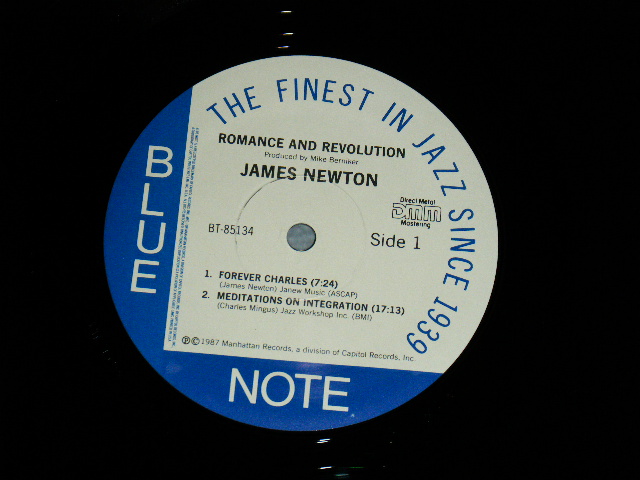 THE FINEST IN JAZZ SINCE 1939
ROMANCE AND REVOLUTION
Produced by Mike Berniker
JAMES NEWTON
Direct Metal
DMM
Mastering
BT-85134
Side 1
1. FOREVER CHARLES (7:24)
(James Newton) Janew Music (ASCAP)
2. MEDITATIONS ON INTEGRATION (17:13)
(Charles Mingus) Jazz Workshop Inc. (BMI)
℗©1987 Manhattan Records, a division of Capitol Records, Inc.
BLUE
NOTE